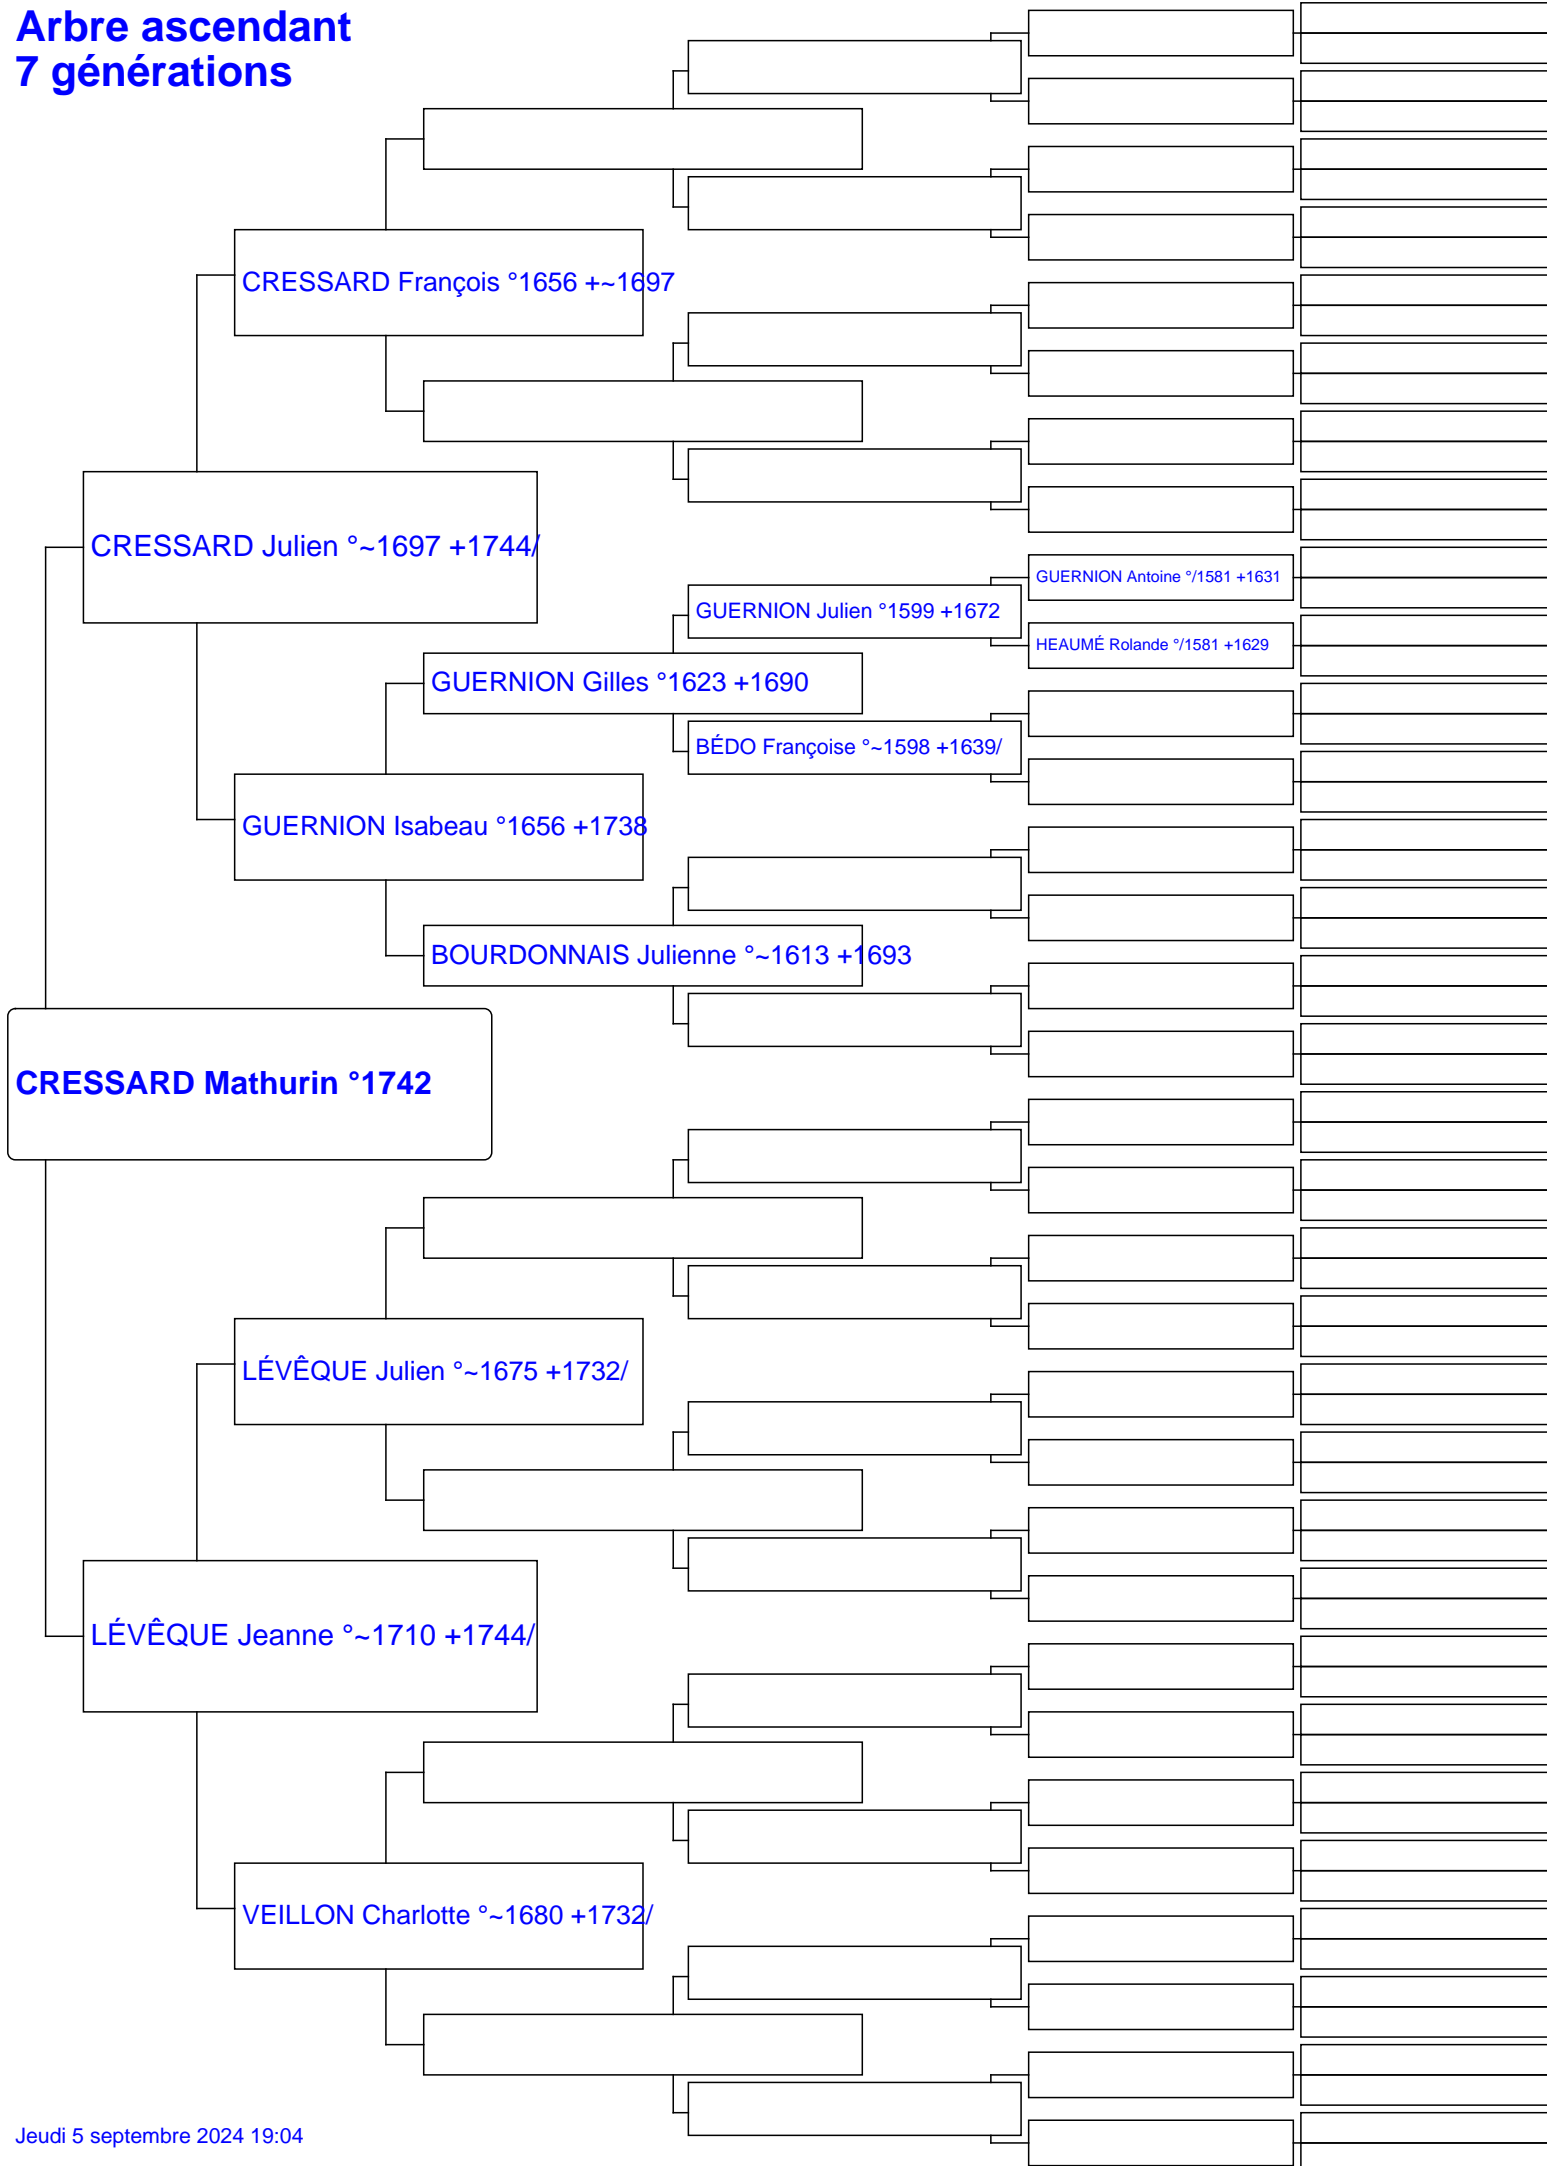 Arbre ascendant
7 générations
CRESSARD François °1656 +~1697
CRESSARD Julien °~1697 +1744/
GUERNION Antoine °/1581 +1631
GUERNION Julien °1599 +1672
HEAUMÉ Rolande °/1581 +1629
GUERNION Gilles °1623 +1690
BÉDO Françoise °~1598 +1639/
GUERNION Isabeau °1656 +1738
BOURDONNAIS Julienne °~1613 +1693
CRESSARD Mathurin °1742
LÉVÊQUE Julien °~1675 +1732/
LÉVÊQUE Jeanne °~1710 +1744/
VEILLON Charlotte °~1680 +1732/
Jeudi 5 septembre 2024 19:04